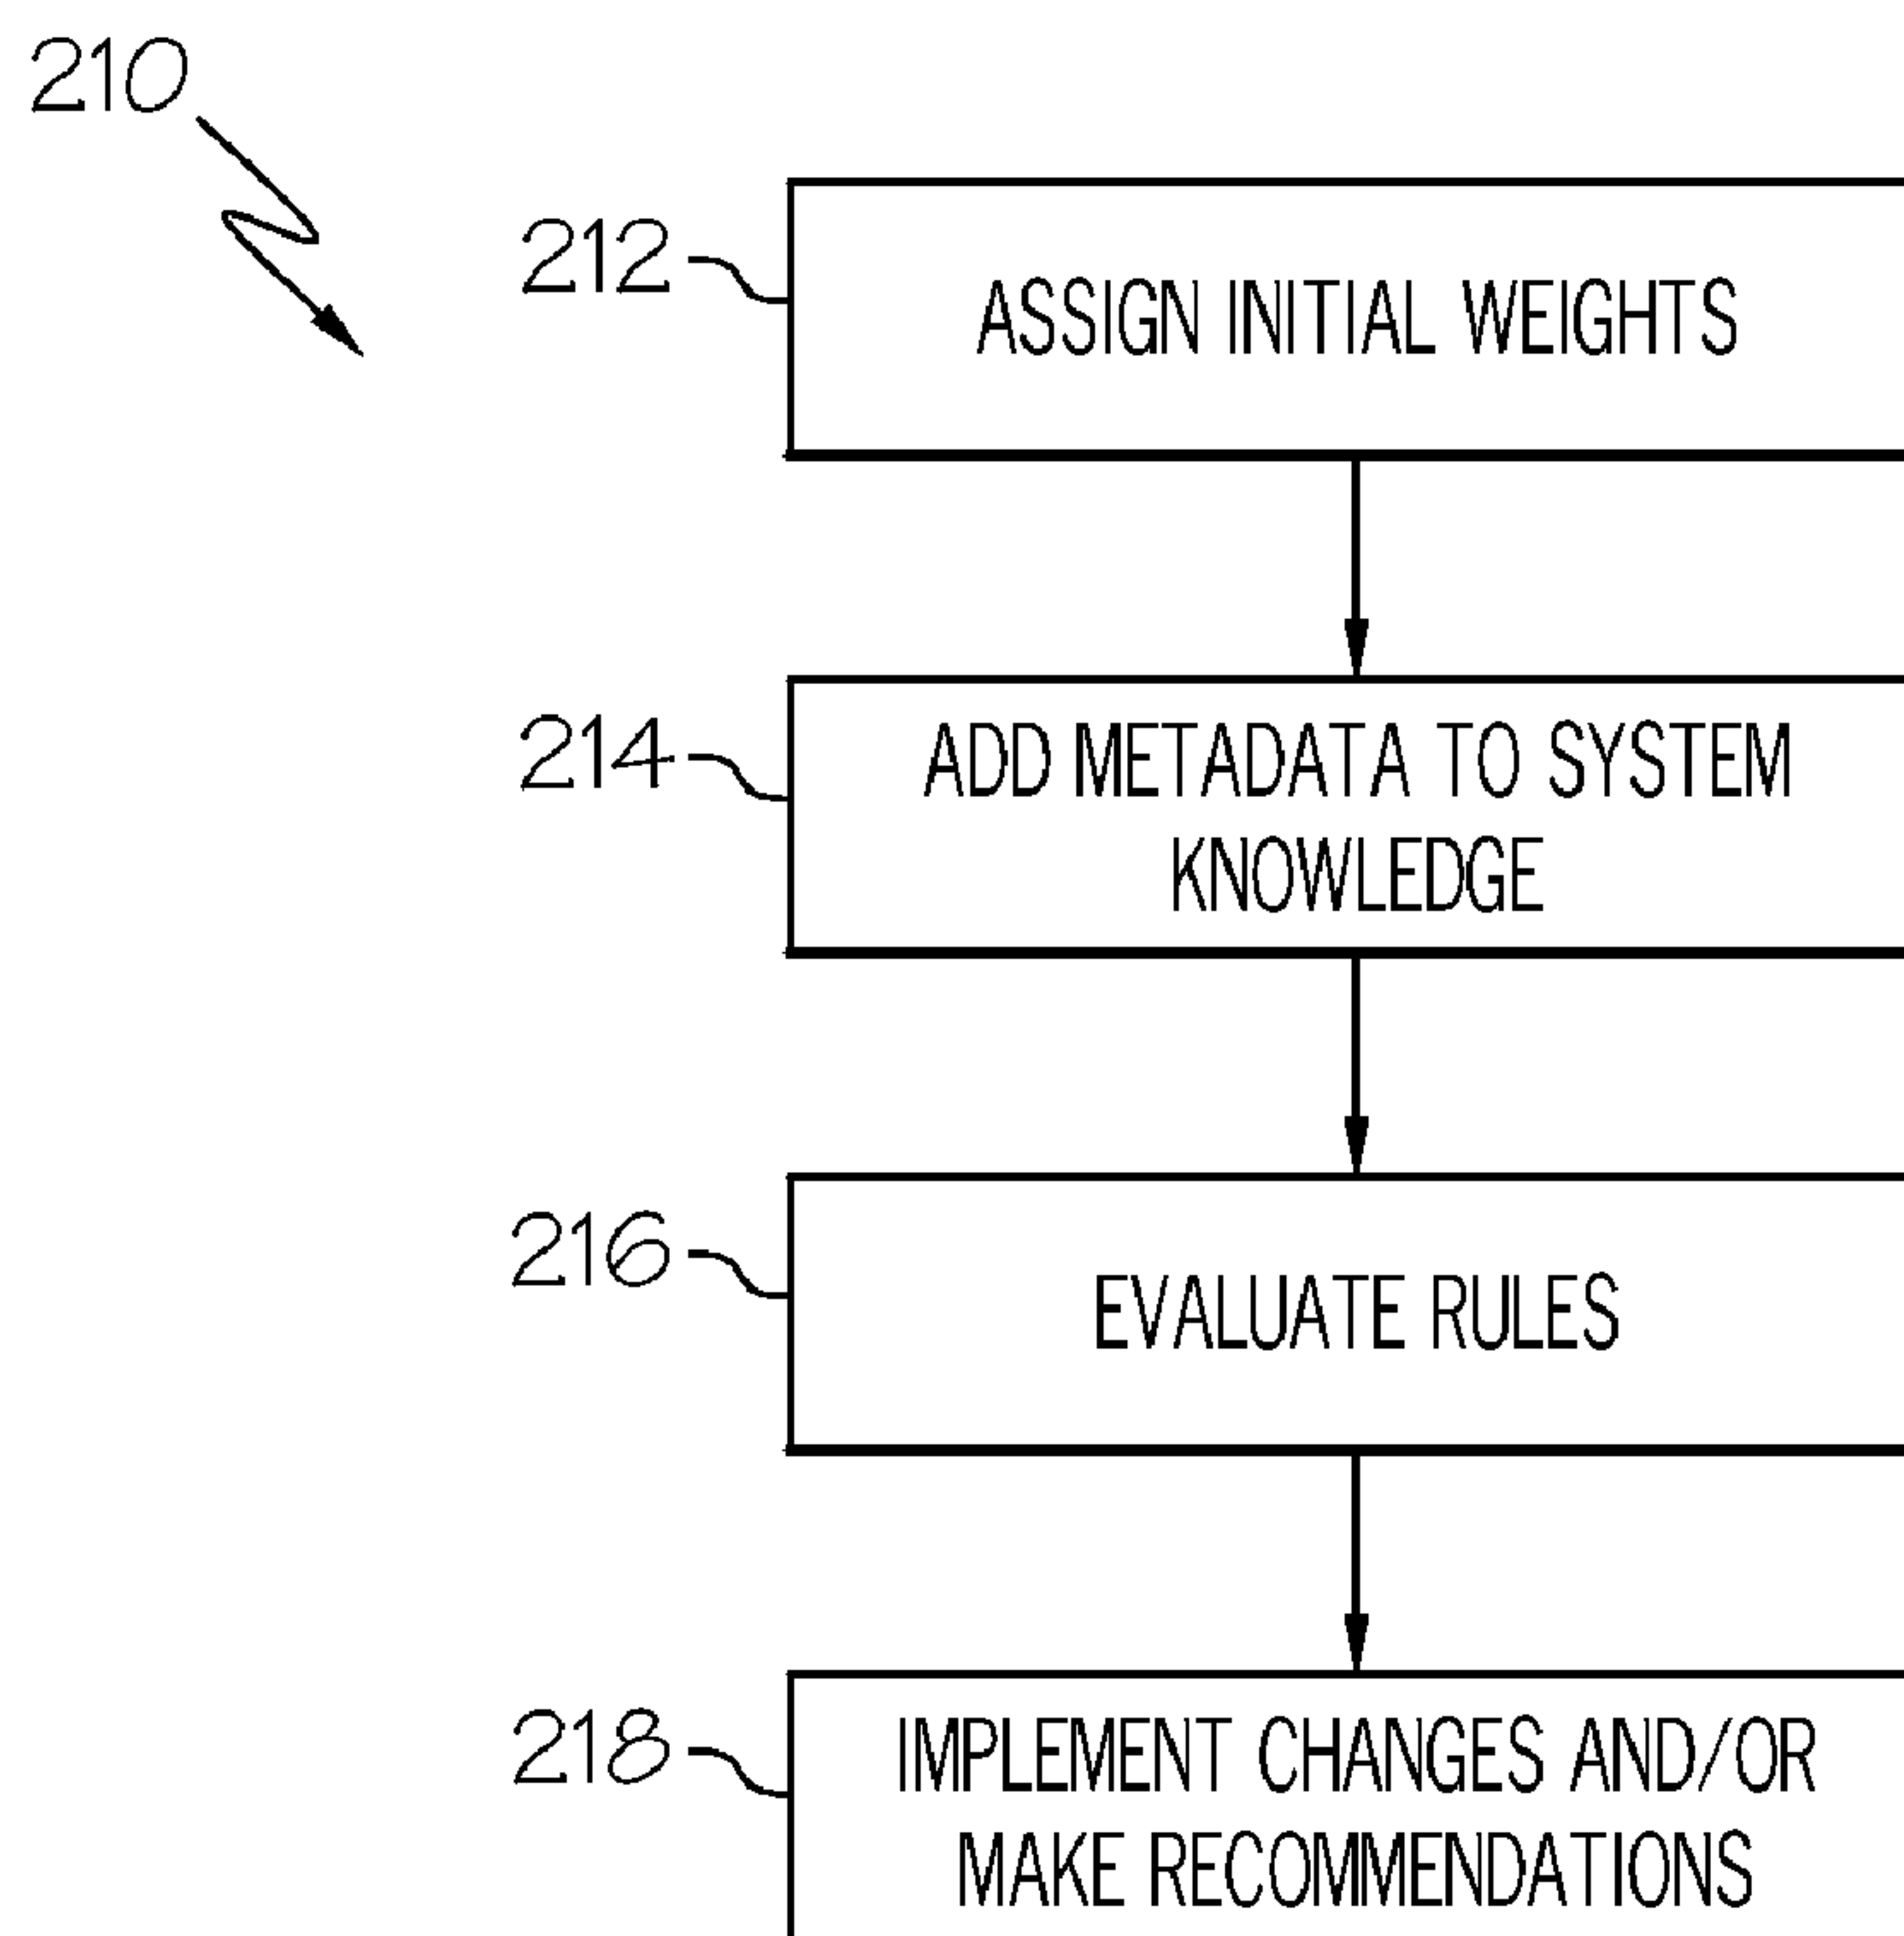 210
212
ASSIGN INITIAL WEIGHTS
214
ADD METADATA TO SYSTEM
KNOWLEDGE
216
EVALUATE RULES
218
IMPLEMENT CHANGES AND/OR
MAKE RECOMMENDATIONS